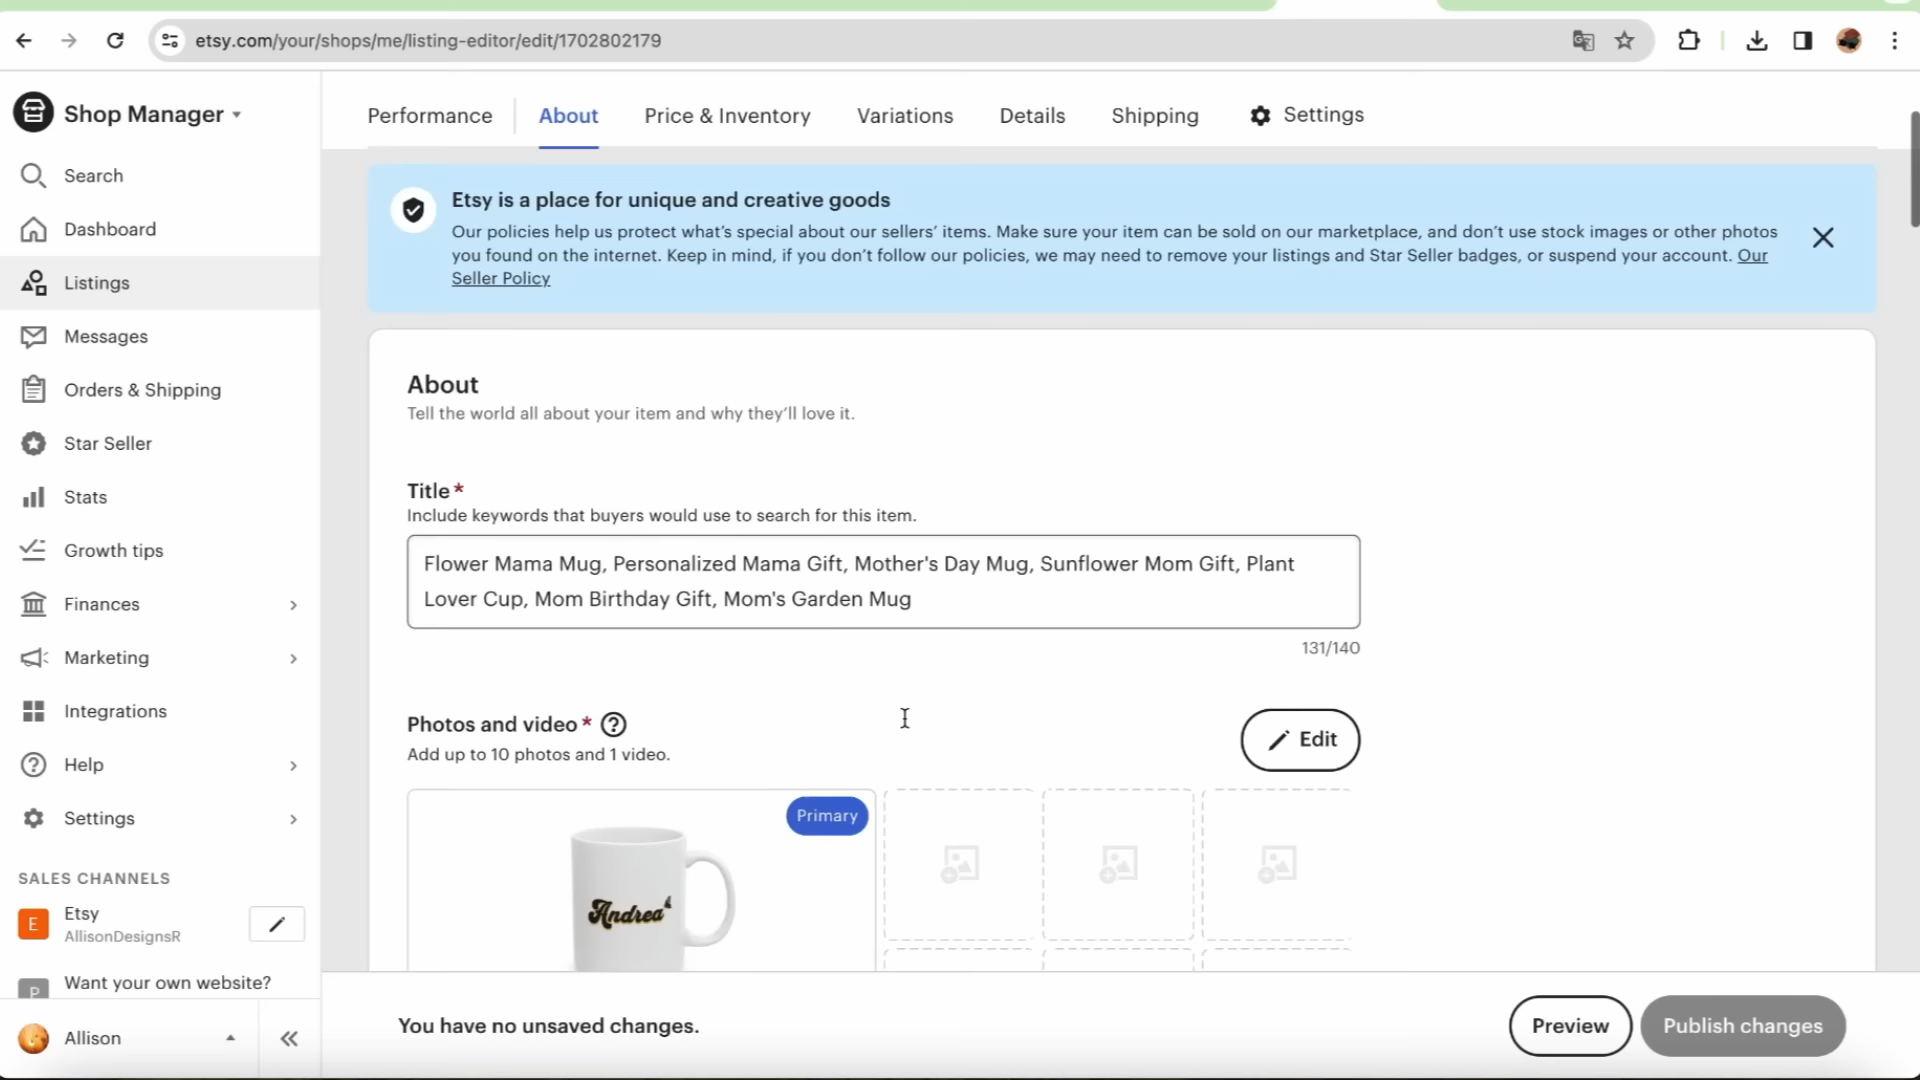 etsy.com/your/shops/me/listing-editor/edit/1702802179
Shop Manager
Search
Dashboard
Listings
Messages
Orders & Shipping
Star Seller
Stats
Growth tips
Finances
Marketing
Integrations
Help
Settings
SALES CHANNELS
E
Etsy
AllisonDesignsR
P
Want your own website?
Allison
Performance
About
Price & Inventory
Variations
Details
Shipping
Settings
Etsy is a place for unique and creative goods
Our policies help us protect what's special about our sellers' items. Make sure your item can be sold on our marketplace, and don't use stock images or other photos
you found on the internet. Keep in mind, if you don't follow our policies, we may need to remove your listings and Star Seller badges, or suspend your account. Our
Seller Policy
About
Tell the world all about your item and why they'll love it.
Title*
Include keywords that buyers would use to search for this item.
Flower Mama Mug, Personalized Mama Gift, Mother's Day Mug, Sunflower Mom Gift, Plant
Lover Cup, Mom Birthday Gift, Mom's Garden Mug
131/140
Photos and video * ?
Add up to 10 photos and 1 video.
Edit
Primary
Andrea
You have no unsaved changes.
Preview
Publish changes